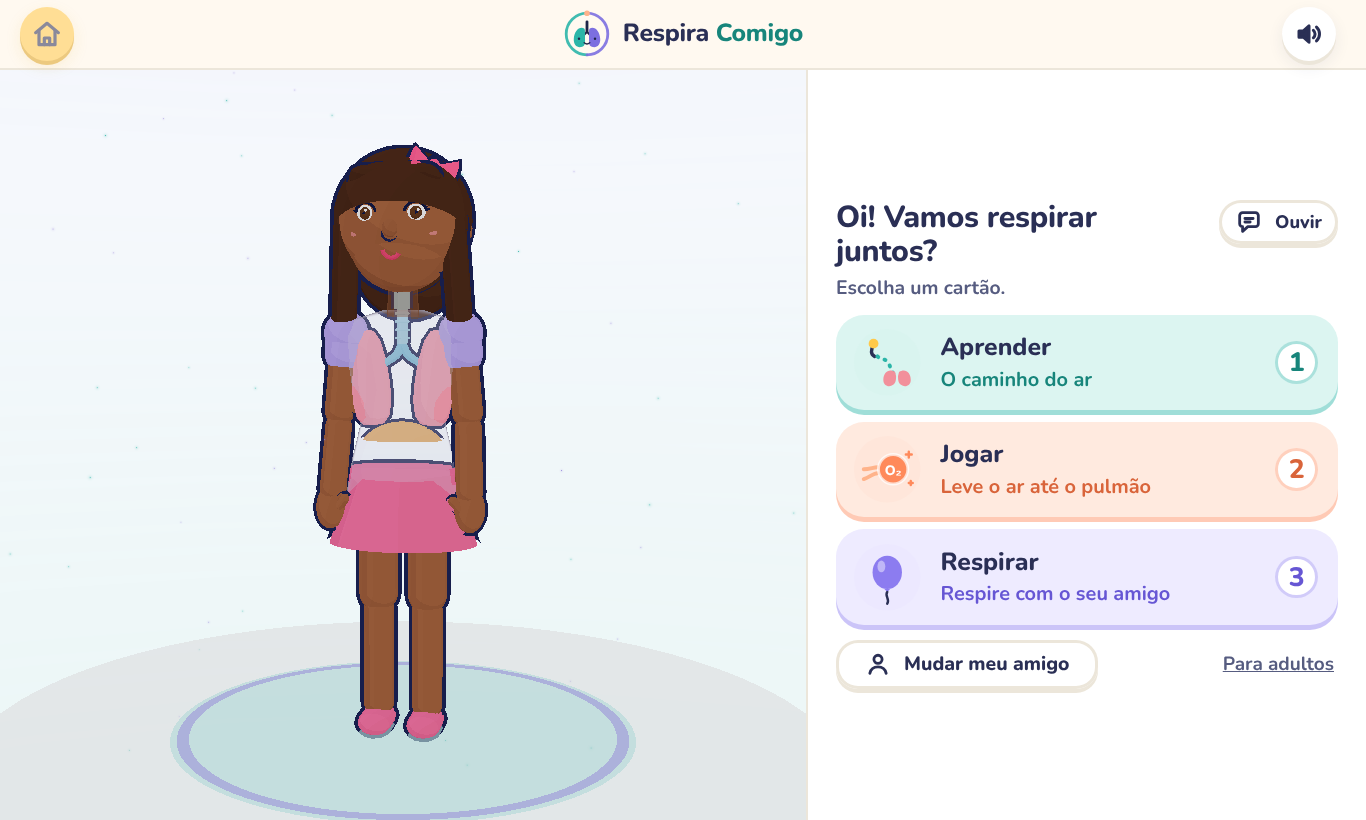 Respira Comigo
Oi! Vamos respirar
juntos?
Ouvir
Escolha um cartão.
Aprender
O caminho do ar
1
O₂
Jogar
Leve o ar até o pulmão
2
Respirar
Respire com o seu amigo
3
Mudar meu amigo
Para adultos